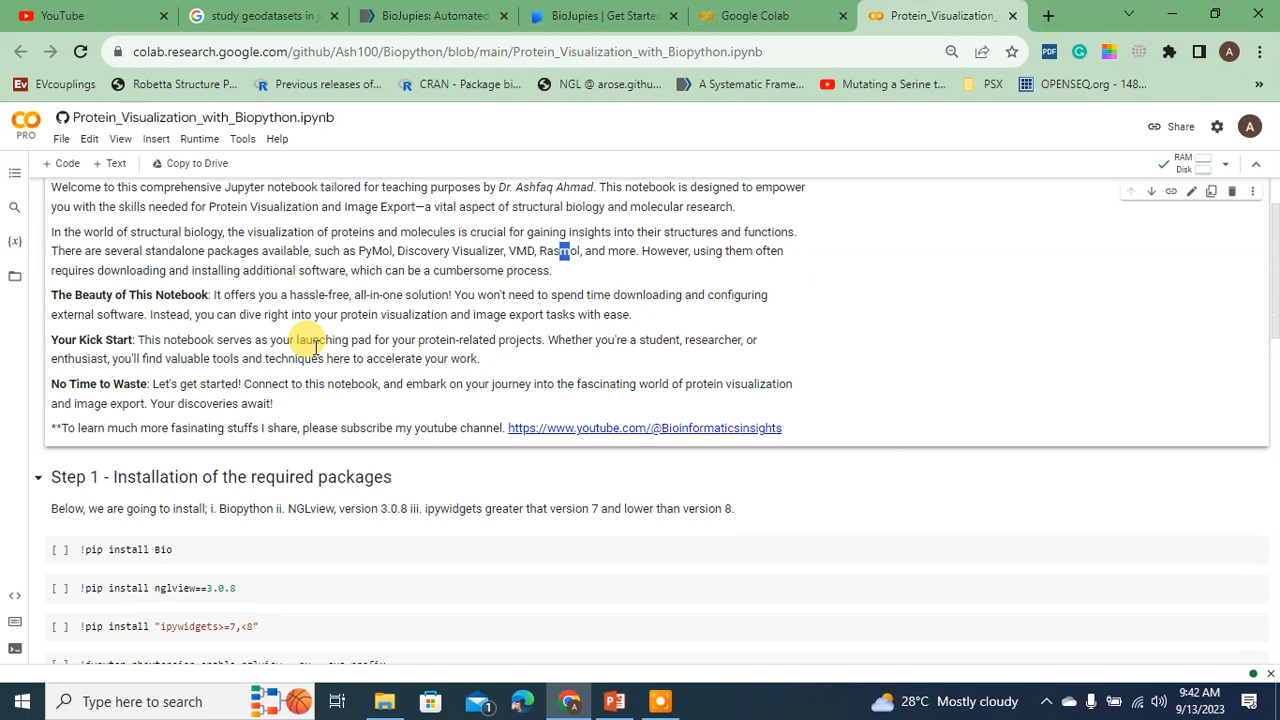 YouTube
study geodatasets in j
BioJupies: Automated
BioJupies | Get Starte
Google Colab
Protein_Visualization_
colab.research.google.com/github/Ash100/Biopython/blob/main/Protein_Visualization_with_Biopython.ipynb
PDF
A
Ev EVcouplings
Robetta Structure P...
Previous releases of...
CRAN - Package bi...
NGL @ arose.githu...
A Systematic Frame...
Mutating a Serine t...
PSX
OPENSEQ.org - 148...
»
Protein_Visualization_with_Biopython.ipynb
PRO
File Edit View Insert Runtime Tools Help
Share
A
+ Code + Text Copy to Drive
RAM
Disk
Welcome to this comprehensive Jupyter notebook tailored for teaching purposes by Dr. Ashfaq Ahmad. This notebook is designed to empower
you with the skills needed for Protein Visualization and Image Export—a vital aspect of structural biology and molecular research.
In the world of structural biology, the visualization of proteins and molecules is crucial for gaining insights into their structures and functions.
There are several standalone packages available, such as PyMol, Discovery Visualizer, VMD, Rasmol, and more. However, using them often
requires downloading and installing additional software, which can be a cumbersome process.
The Beauty of This Notebook: It offers you a hassle-free, all-in-one solution! You won't need to spend time downloading and configuring
external software. Instead, you can dive right into your protein visualization and image export tasks with ease.
Your Kick Start: This notebook serves as your launching pad for your protein-related projects. Whether you're a student, researcher, or
enthusiast, you'll find valuable tools and techniques here to accelerate your work.
No Time to Waste: Let's get started! Connect to this notebook, and embark on your journey into the fascinating world of protein visualization
and image export. Your discoveries await!
**To learn much more fasinating stuffs I share, please subscribe my youtube channel. https://www.youtube.com/@Bioinformaticsinsights
Step 1 - Installation of the required packages
Below, we are going to install; i. Biopython ii. NGLview, version 3.0.8 iii. ipywidgets greater that version 7 and lower than version 8.
[ ] !pip install Bio
[ ] !pip install nglview==3.0.8
[ ] !pip install "ipywidgets>=7,<8"
Type here to search
1
28°C Mostly cloudy
9:42 AM
9/13/2023